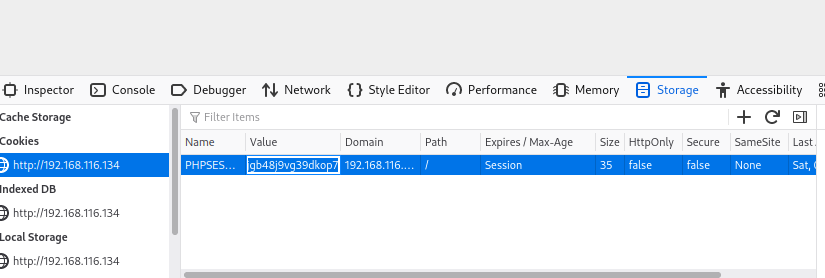 Inspector Console Debugger Network Style Editor Performance Memory Storage Accessibility
Cache Storage
Filter Items
Cookies
Name Value Domain Path Expires / Max-Age Size HttpOnly Secure SameSite Last
http://192.168.116.134
PHPSES... gb48j9vg39dkop7 192.168.116.... / Session 35 false false None Sat,
Indexed DB
http://192.168.116.134
Local Storage
http://192.168.116.134